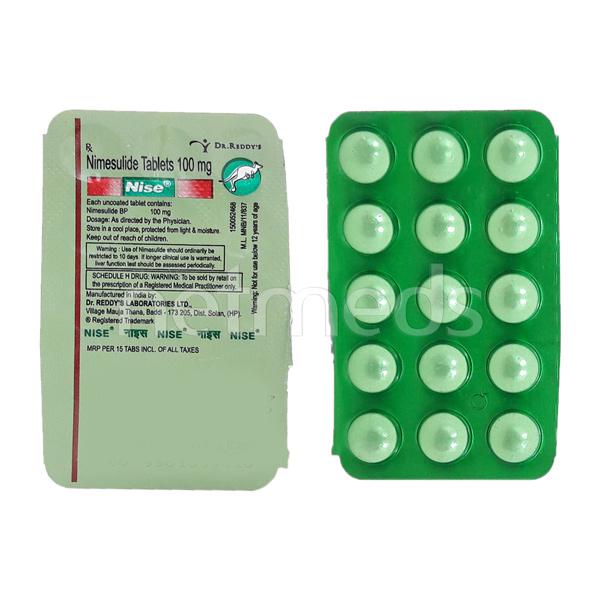 Rx
DR.REDDY'S
Nimesulide Tablets 100 mg
Nise®
Each uncoated tablet contains:
Nimesulide BP 100 mg
Dosage: As directed by the Physician.
Store in a cool place, protected from light & moisture.
Keep out of reach of children.
Warning : Use of Nimesulide should ordinarily be
restricted to 10 days If longer clinical use is warranted,
liver function test should be assessed periodically.
SCHEDULE H DRUG: WARNING: To be sold by retail on
the prescription of a Registered Medical Practitioner only.
Manufactured in India by:
Dr. REDDY'S LABORATORIES LTD.,
Village Mauja Thana, Baddi - 173 205, Dist. Solan, (HP).
® Registered Trademark
NISE® नाइस NISE® नाइस NISE®
MRP PER 15 TABS INCL. OF ALL TAXES
150052468
M.L. MNB/11/837
Warning: Not for use below 12 years of age
netmeds